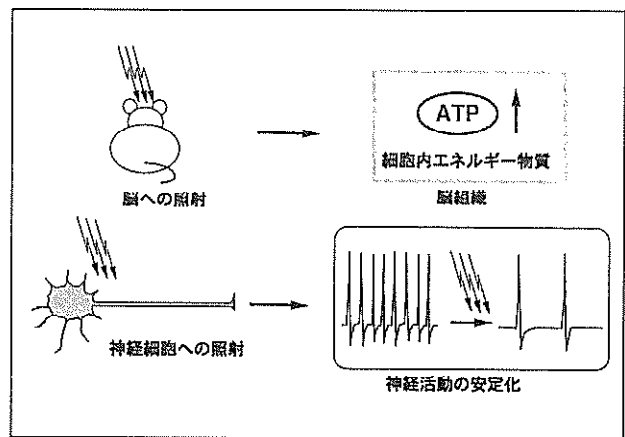 ATP
細胞内エネルギー物質
脳への照射
脳組織
神経細胞への照射
神経活動の安定化